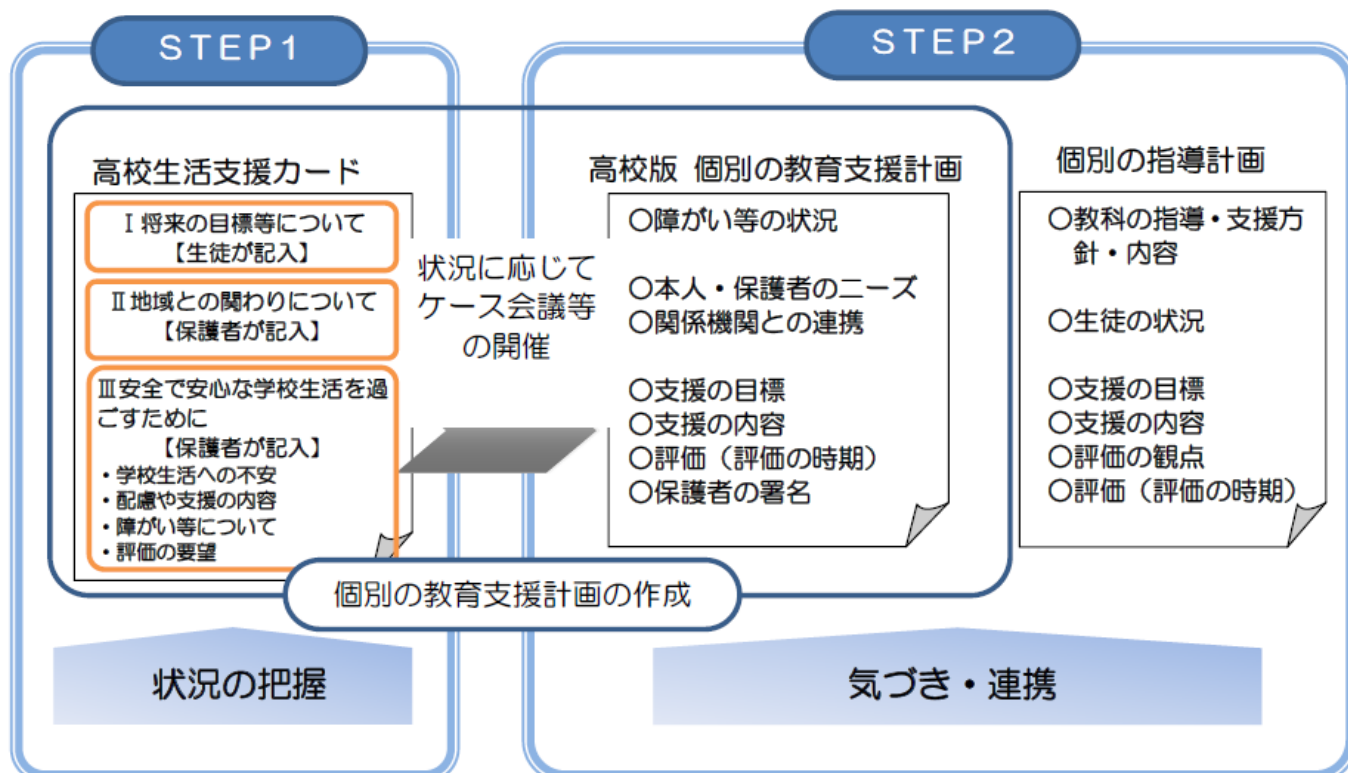 STEP1
高校生活支援カード
Ⅰ将来の目標等について
【生徒が記入】
Ⅱ地域との関わりについて
【保護者が記入】
Ⅲ安全で安心な学校生活を過
ごすために
【保護者が記入】
・学校生活への不安
・配慮や支援の内容
・障がい等について
・評価の要望
状況に応じて
ケース会議等
の開催
STEP2
高校版 個別の教育支援計画
○障がい等の状況
○本人・保護者のニーズ
○関係機関との連携
○支援の目標
○支援の内容
○評価（評価の時期）
○保護者の署名
個別の指導計画
○教科の指導・支援方
針・内容
○生徒の状況
○支援の目標
○支援の内容
○評価の観点
○評価（評価の時期）
個別の教育支援計画の作成
状況の把握
気づき・連携